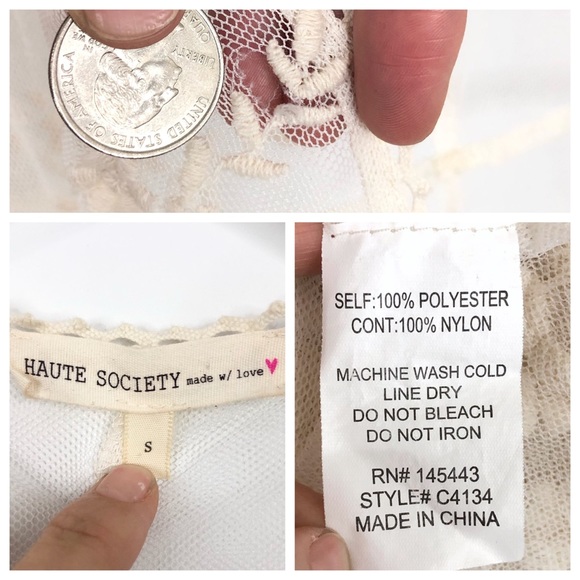 LIBERTY
UNITED STATES OF AMERICA
HAUTE SOCIETY made w/ love
S
SELF:100% POLYESTER
CONT:100% NYLON
MACHINE WASH COLD
LINE DRY
DO NOT BLEACH
DO NOT IRON
RN# 145443
STYLE# C4134
MADE IN CHINA